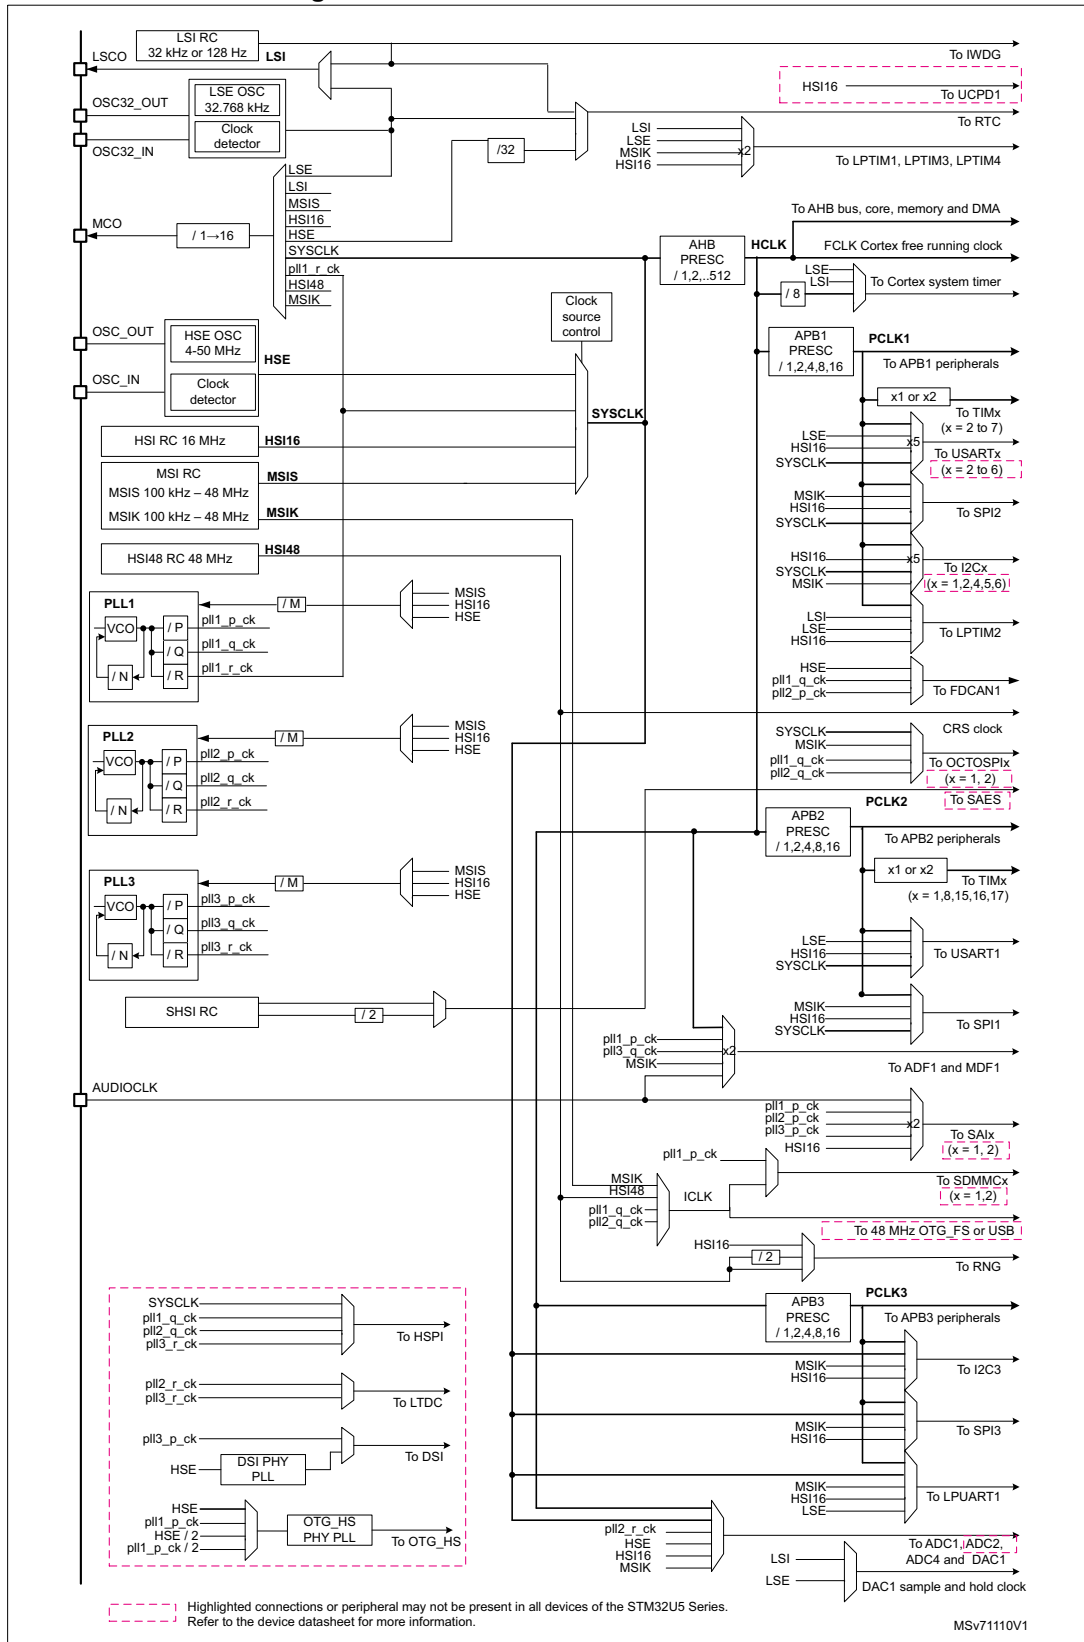 LSI RC
32 kHz or 128 Hz
LSCO
LSI
To IWDG
HSI16
To UCPD1
OSC32_OUT
LSE OSC
32.768 kHz
Clock
detector
OSC32_IN
To RTC
/32
LSI
LSE
MSIK
HSI16
x2
To LPTIM1, LPTIM3, LPTIM4
MCO
/ 1→16
LSE
LSI
MSIS
HSI16
HSE
SYSCLK
pll1_r_ck
HSI48
MSIK
To AHB bus, core, memory and DMA
AHB
PRESC
/ 1,2,..512
HCLK
FCLK Cortex free running clock
LSE
LSI
To Cortex system timer
/ 8
Clock
source
control
OSC_OUT
HSE OSC
4-50 MHz
HSE
OSC_IN
Clock
detector
APB1
PRESC
/ 1,2,4,8,16
PCLK1
To APB1 peripherals
x1 or x2
To TIMx
(x = 2 to 7)
SYSCLK
HSI RC 16 MHz
HSI16
LSE
HSI16
SYSCLK
x5
To USARTx
(x = 2 to 6)
MSI RC
MSIS 100 kHz – 48 MHz
MSIK 100 kHz – 48 MHz
MSIS
MSIK
MSIK
HSI16
SYSCLK
To SPI2
HSI48 RC 48 MHz
HSI48
HSI16
SYSCLK
MSIK
x5
To I2Cx
(x = 1,2,4,5,6)
PLL1
/ M
MSIS
HSI16
HSE
VCO
/ P
pll1_p_ck
/ Q
pll1_q_ck
/ N
/ R
pll1_r_ck
LSI
LSE
HSI16
To LPTIM2
HSE
pll1_q_ck
pll2_p_ck
To FDCAN1
CRS clock
PLL2
/ M
MSIS
HSI16
HSE
VCO
/ P
pll2_p_ck
/ Q
pll2_q_ck
/ N
/ R
pll2_r_ck
SYSCLK
MSIK
pll1_q_ck
pll2_q_ck
To OCTOSPIx
(x = 1, 2)
To SAES
PCLK2
APB2
PRESC
/ 1,2,4,8,16
To APB2 peripherals
x1 or x2
To TIMx
(x = 1,8,15,16,17)
PLL3
/ M
MSIS
HSI16
HSE
VCO
/ P
pll3_p_ck
/ Q
pll3_q_ck
/ N
/ R
pll3_r_ck
LSE
HSI16
SYSCLK
To USART1
SHSI RC
/ 2
MSIK
HSI16
SYSCLK
To SPI1
pll1_p_ck
pll3_q_ck
MSIK
x2
To ADF1 and MDF1
AUDIOCLK
pll1_p_ck
pll2_p_ck
pll3_p_ck
HSI16
x2
To SAIx
(x = 1, 2)
pll1_p_ck
To SDMMCx
(x = 1,2)
MSIK
HSI48
pll1_q_ck
pll2_q_ck
ICLK
To 48 MHz OTG_FS or USB
HSI16
/ 2
To RNG
PCLK3
APB3
PRESC
/ 1,2,4,8,16
To APB3 peripherals
SYSCLK
pll1_q_ck
pll2_q_ck
pll3_r_ck
To HSPI
MSIK
HSI16
To I2C3
pll2_r_ck
pll3_r_ck
To LTDC
MSIK
HSI16
To SPI3
pll3_p_ck
HSE
DSI PHY
PLL
To DSI
MSIK
HSI16
LSE
To LPUART1
HSE
pll1_p_ck
HSE / 2
pll1_p_ck / 2
OTG_HS
PHY PLL
To OTG_HS
pll2_r_ck
HSE
HSI16
MSIK
To ADC1, ADC2,
ADC4 and DAC1
LSI
LSE
DAC1 sample and hold clock
Highlighted connections or peripheral may not be present in all devices of the STM32U5 Series.
Refer to the device datasheet for more information.
MSv71110V1